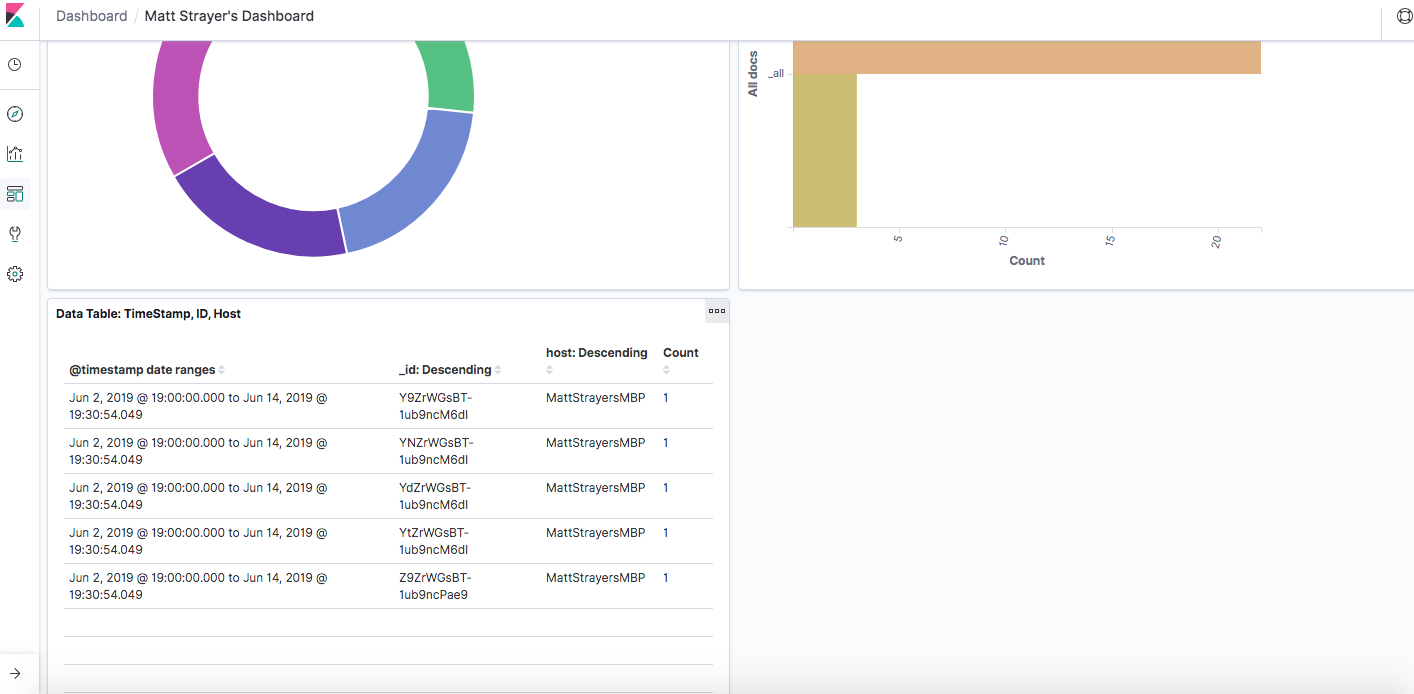 Dashboard / Matt Strayer's Dashboard
All docs
_all
5
10
15
20
Count
Data Table: TimeStamp, ID, Host
@timestamp date ranges
_id: Descending
host: Descending
Count
Jun 2, 2019 @ 19:00:00.000 to Jun 14, 2019 @
19:30:54.049
Y9ZrWGsBT-
1ub9ncM6dI
MattStrayersMBP
1
Jun 2, 2019 @ 19:00:00.000 to Jun 14, 2019 @
19:30:54.049
YNZrWGsBT-
1ub9ncM6dI
MattStrayersMBP
1
Jun 2, 2019 @ 19:00:00.000 to Jun 14, 2019 @
19:30:54.049
YdZrWGsBT-
1ub9ncM6dI
MattStrayersMBP
1
Jun 2, 2019 @ 19:00:00.000 to Jun 14, 2019 @
19:30:54.049
YtZrWGsBT-
1ub9ncM6dI
MattStrayersMBP
1
Jun 2, 2019 @ 19:00:00.000 to Jun 14, 2019 @
19:30:54.049
Z9ZrWGsBT-
1ub9ncPae9
MattStrayersMBP
1